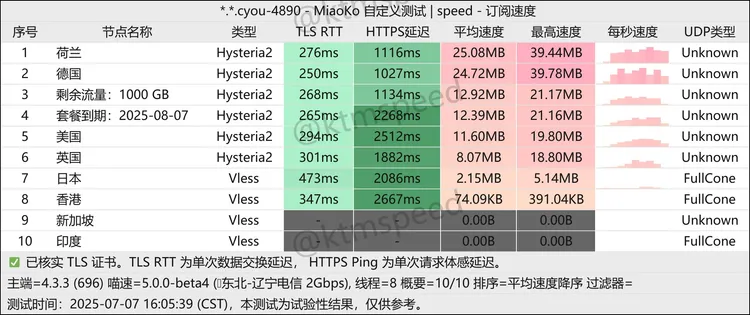 *.*.cyou-4890 - MiaoKo 自定义测试 | speed - 订阅速度
序号 节点名称 类型 TLS RTT HTTPS延迟 平均速度 最高速度 每秒速度 UDP类型
1 荷兰 Hysteria2 276ms 1116ms 25.08MB 39.44MB Unknown
2 德国 Hysteria2 250ms 1027ms 24.72MB 39.78MB Unknown
3 剩余流量：1000 GB Hysteria2 268ms 1134ms 12.92MB 21.17MB Unknown
4 套餐到期：2025-08-07 Hysteria2 265ms 2268ms 12.39MB 21.16MB Unknown
5 美国 Hysteria2 294ms 2512ms 11.60MB 19.80MB Unknown
6 英国 Hysteria2 301ms 1882ms 8.07MB 18.80MB Unknown
7 日本 Vless 473ms 2086ms 2.15MB 5.14MB FullCone
8 香港 Vless 347ms 2667ms 74.09KB 391.04KB FullCone
9 新加坡 Vless - - 0.00B 0.00B Unknown
10 印度 Vless - - 0.00B 0.00B FullCone
✅ 已核实 TLS 证书。TLS RTT 为单次数据交换延迟， HTTPS Ping 为单次请求体感延迟。
主端=4.3.3 (696) 喵速=5.0.0-beta4 (东北-辽宁电信 2Gbps), 线程=8 概要=10/10 排序=平均速度降序 过滤器=
测试时间：2025-07-07 16:05:39 (CST)，本测试为试验性结果，仅供参考。
@ktmspeed
@ktmspeed
@ktmspeed